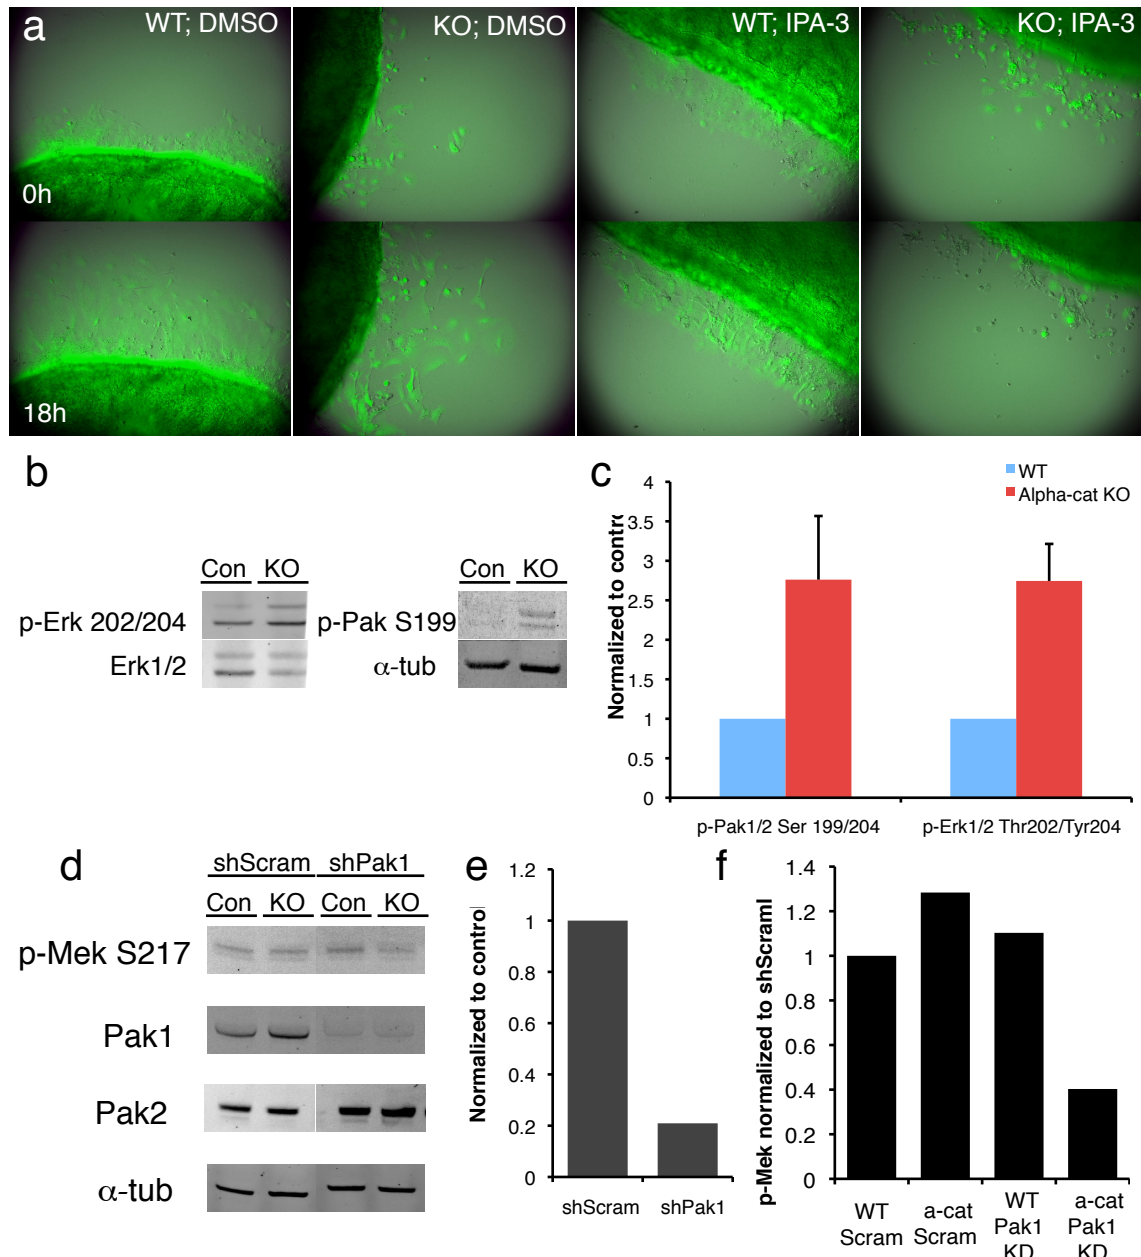 a
WT; DMSO
KO; DMSO
WT; IPA-3
KO; IPA-3
0h
18h
b
Con KO
p-Erk 202/204
Erk1/2
Con KO
p-Pak S199
α-tub
c
WT
Alpha-cat KO
Normalized to contr
4
3.5
3
2.5
2
1.5
1
0.5
0
p-Pak1/2 Ser 199/204
p-Erk1/2 Thr202/Tyr204
d
shScram shPak1
Con KO Con KO
p-Mek S217
Pak1
Pak2
α-tub
e
Normalized to control
1.2
1
0.8
0.6
0.4
0.2
0
shScram
shPak1
f
p-Mek normalized to shScraml
1.4
1.2
1
0.8
0.6
0.4
0.2
0
WT
Scram
a-cat
Scram
WT
Pak1
KD
a-cat
Pak1
KD